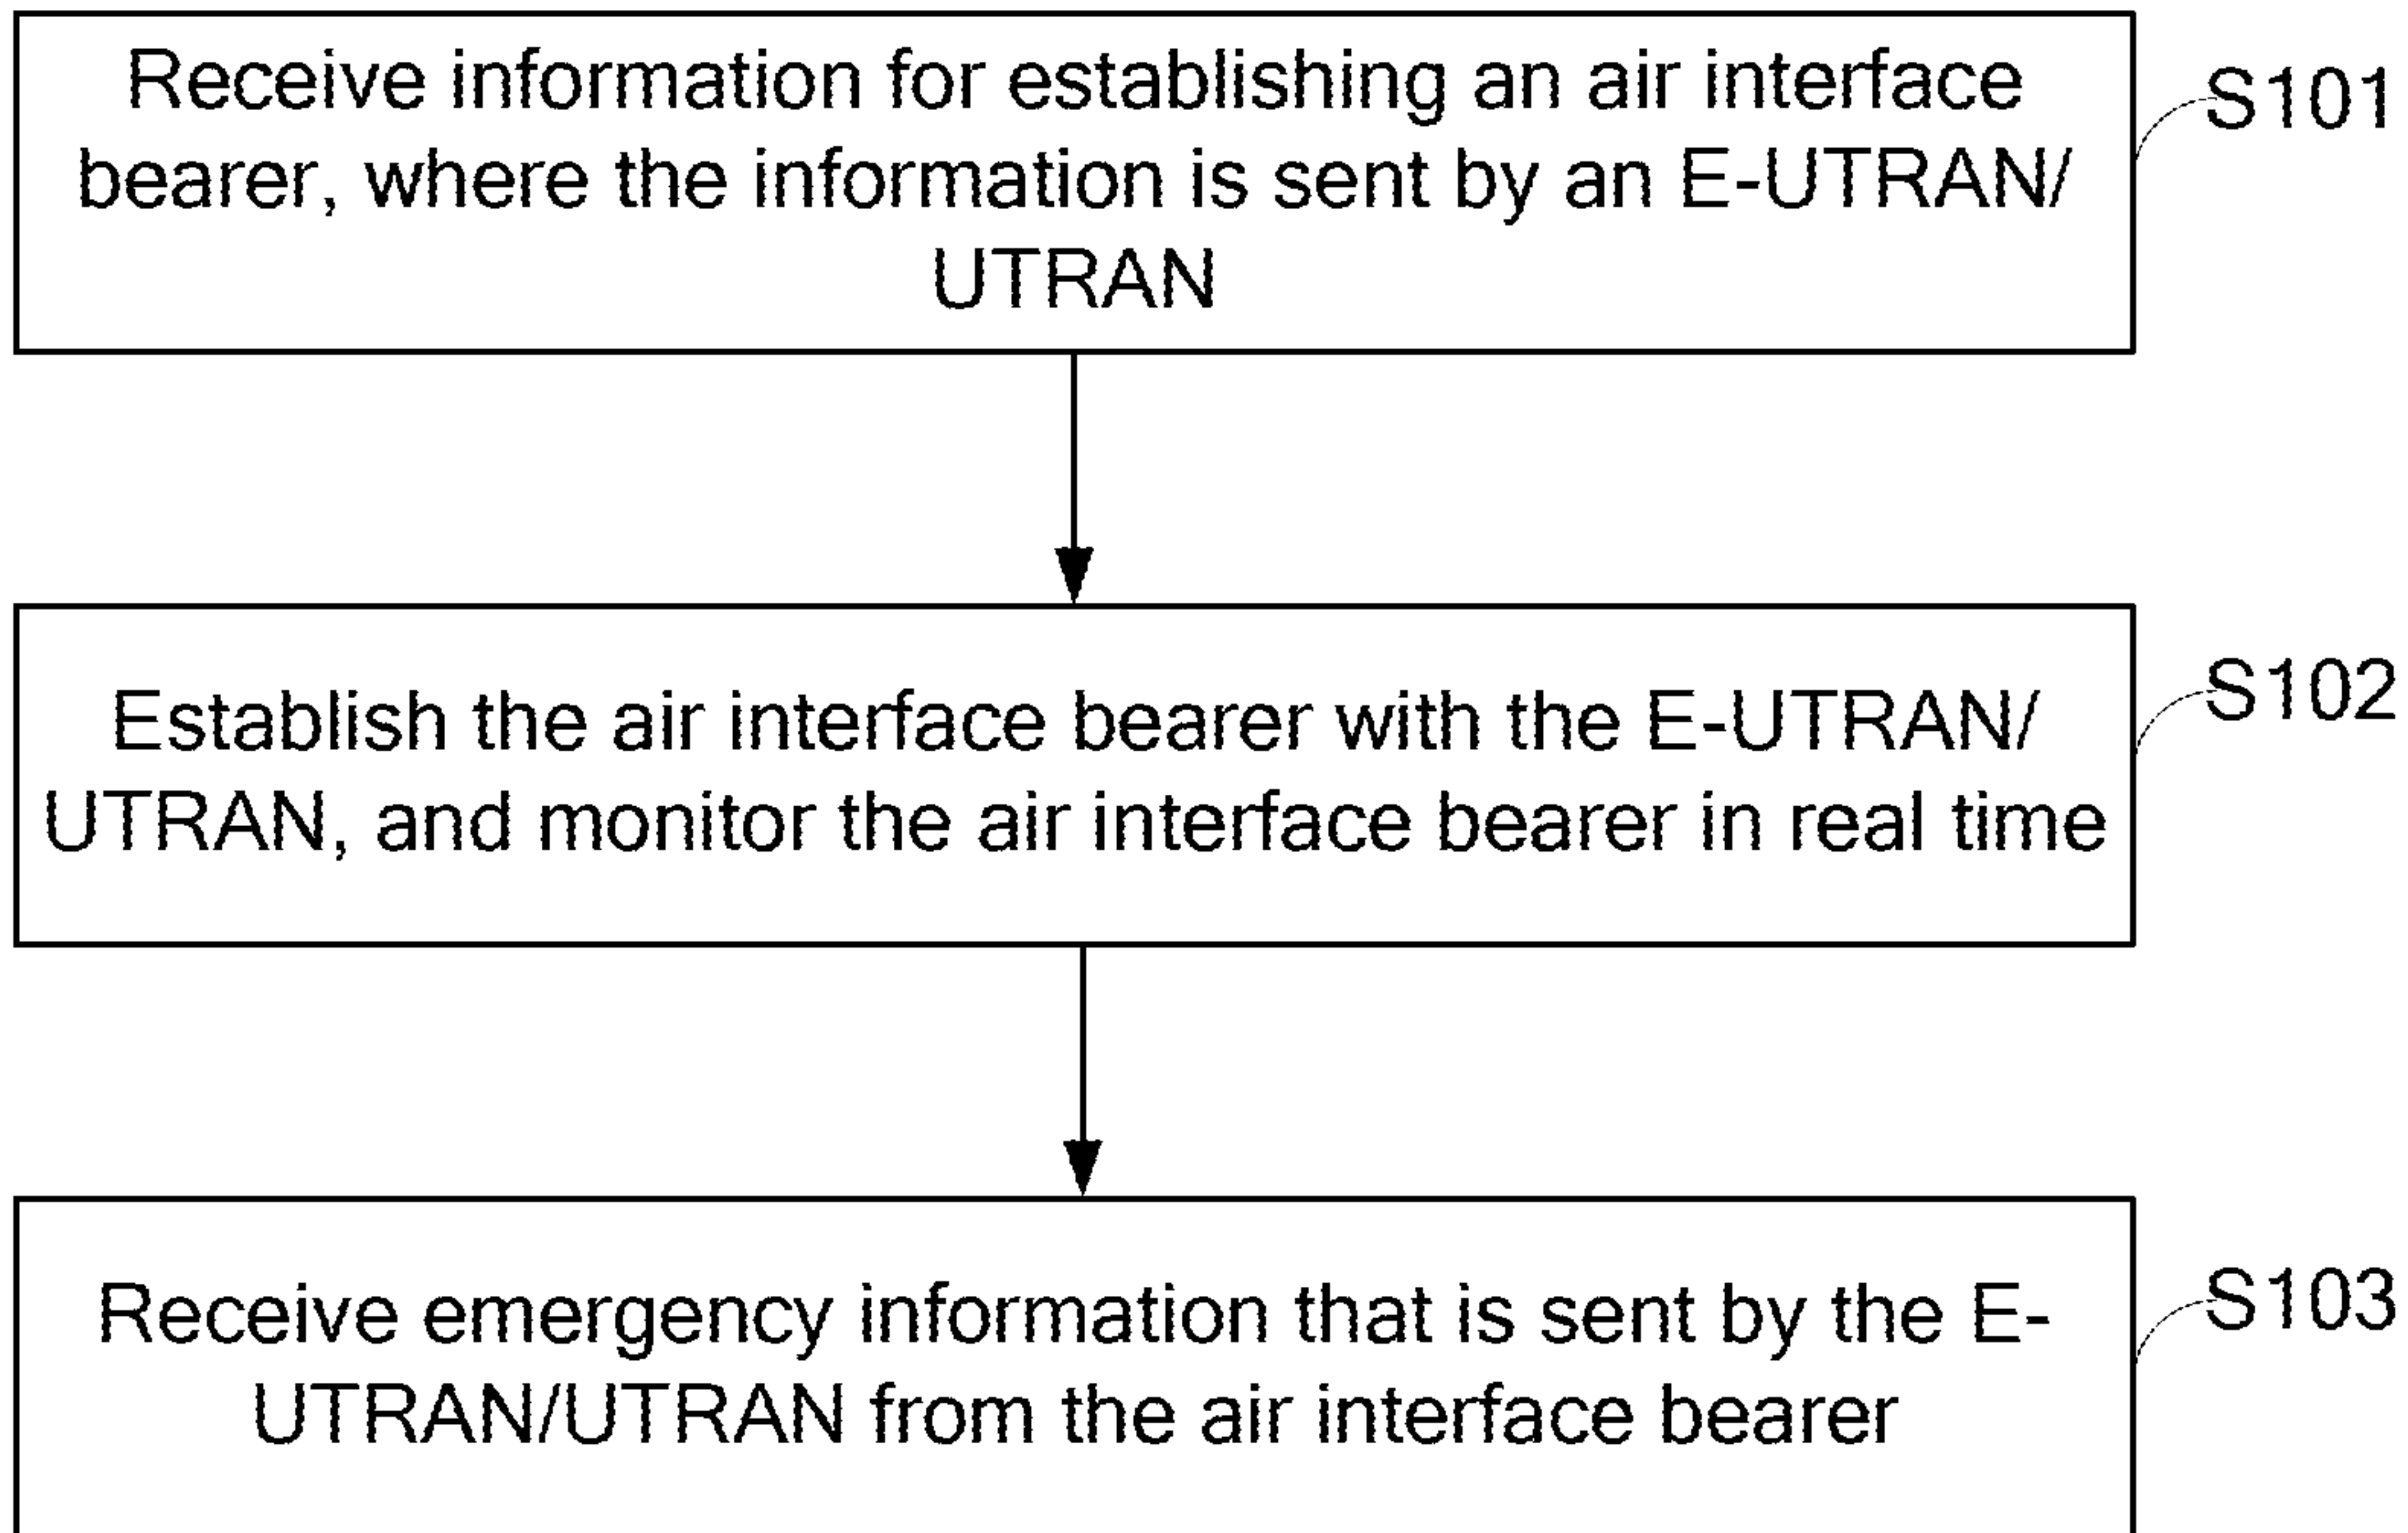 Receive information for establishing an air interface
bearer, where the information is sent by an E-UTRAN/
UTRAN
S101
Establish the air interface bearer with the E-UTRAN/
UTRAN, and monitor the air interface bearer in real time
S102
Receive emergency information that is sent by the E-
UTRAN/UTRAN from the air interface bearer
S103